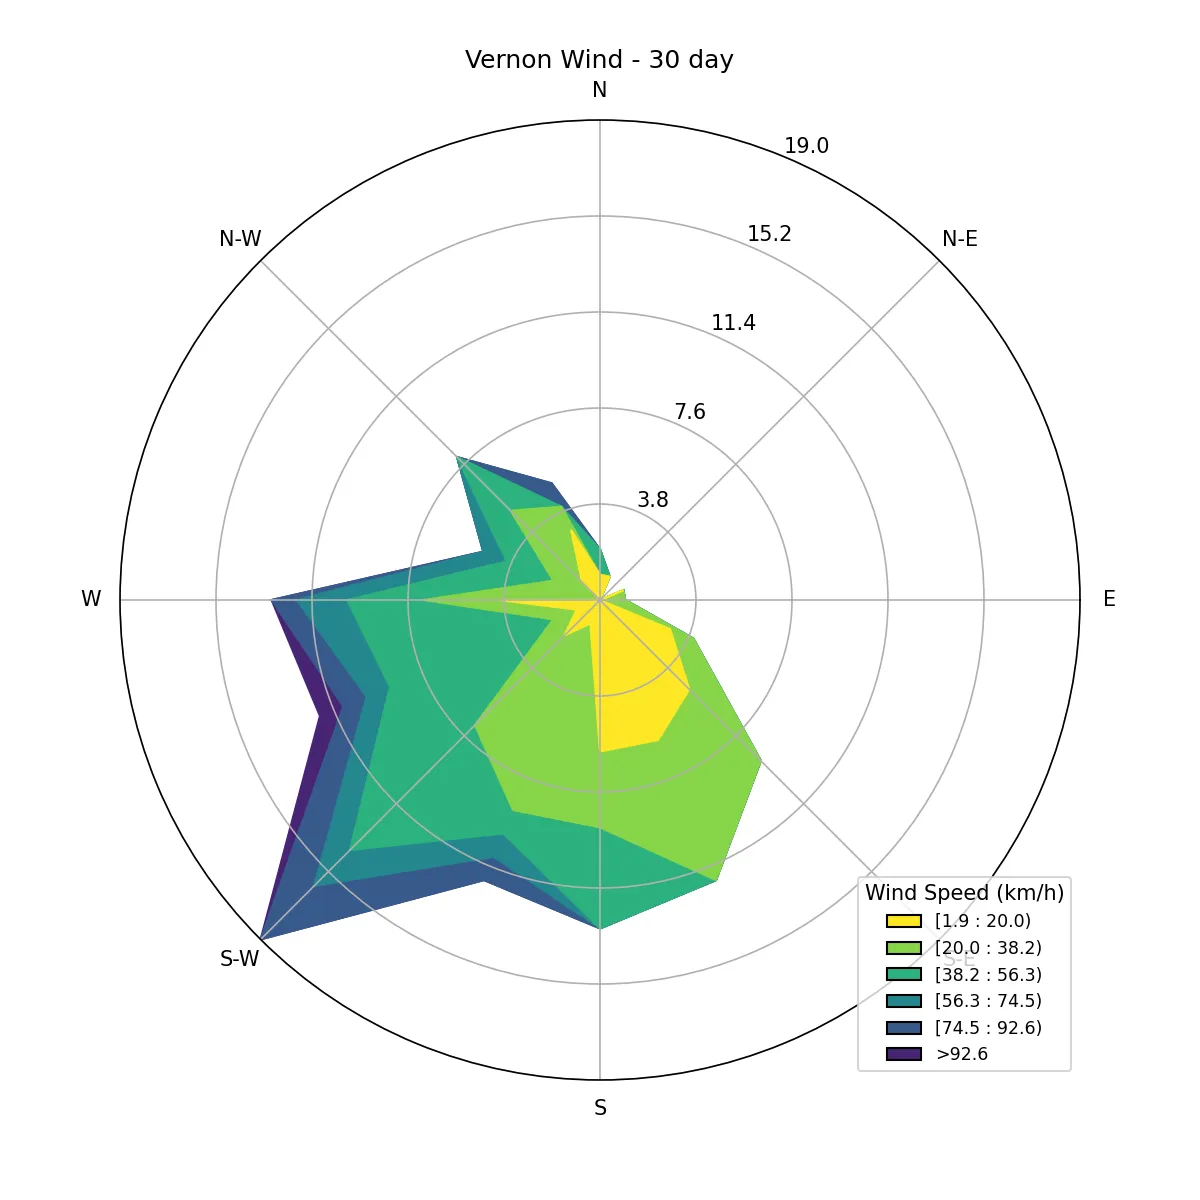 Vernon Wind - 30 day
N
19.0
15.2
N-W
N-E
11.4
7.6
3.8
W
E
S-W
S-E
Wind Speed (km/h)
[1.9 : 20.0)
[20.0 : 38.2)
[38.2 : 56.3)
[56.3 : 74.5)
[74.5 : 92.6)
>92.6
S